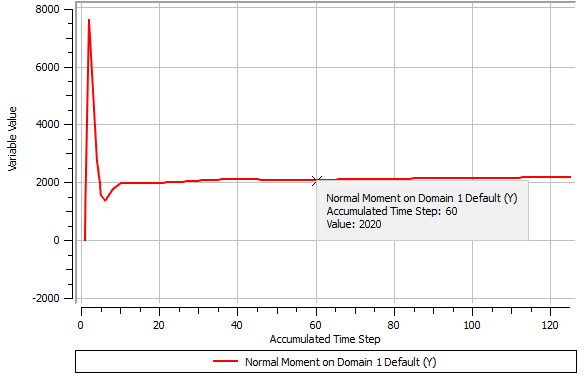 8000
6000
4000
2000
0
-2000
Variable Value
Normal Moment on Domain 1 Default (Y)
Accumulated Time Step: 60
Value: 2020
0 20 40 60 80 100 120
Accumulated Time Step
Normal Moment on Domain 1 Default (Y)